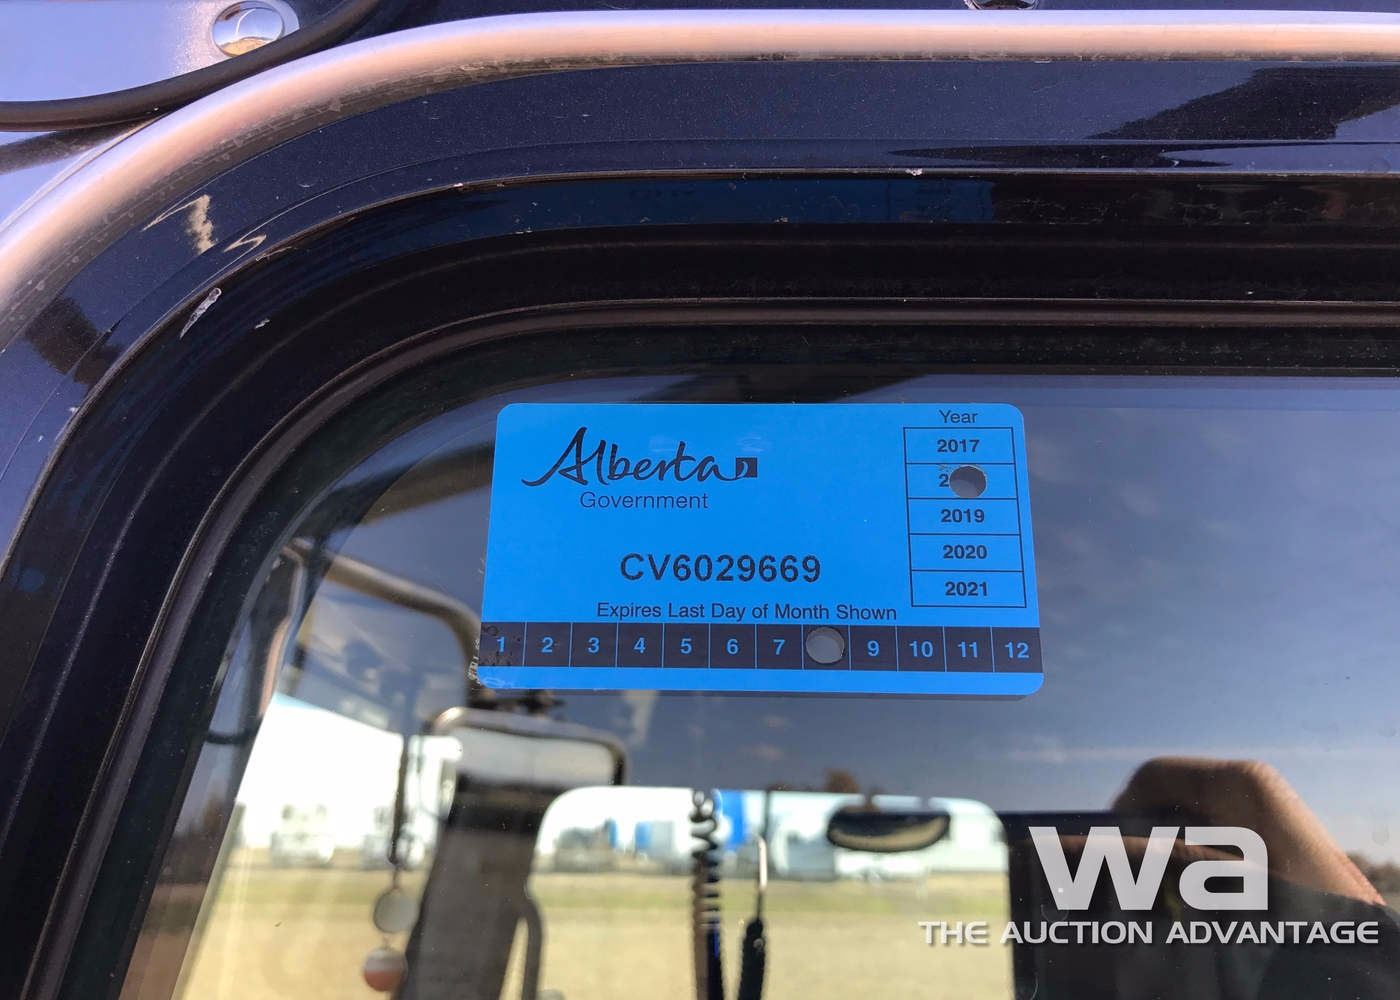 Alberta
Government
CV6029669
Expires Last Day of Month Shown
1 2 3 4 5 6 7 9 10 11 12
Year
2017
2
2019
2020
2021
wa
THE AUCTION ADVANTAGE